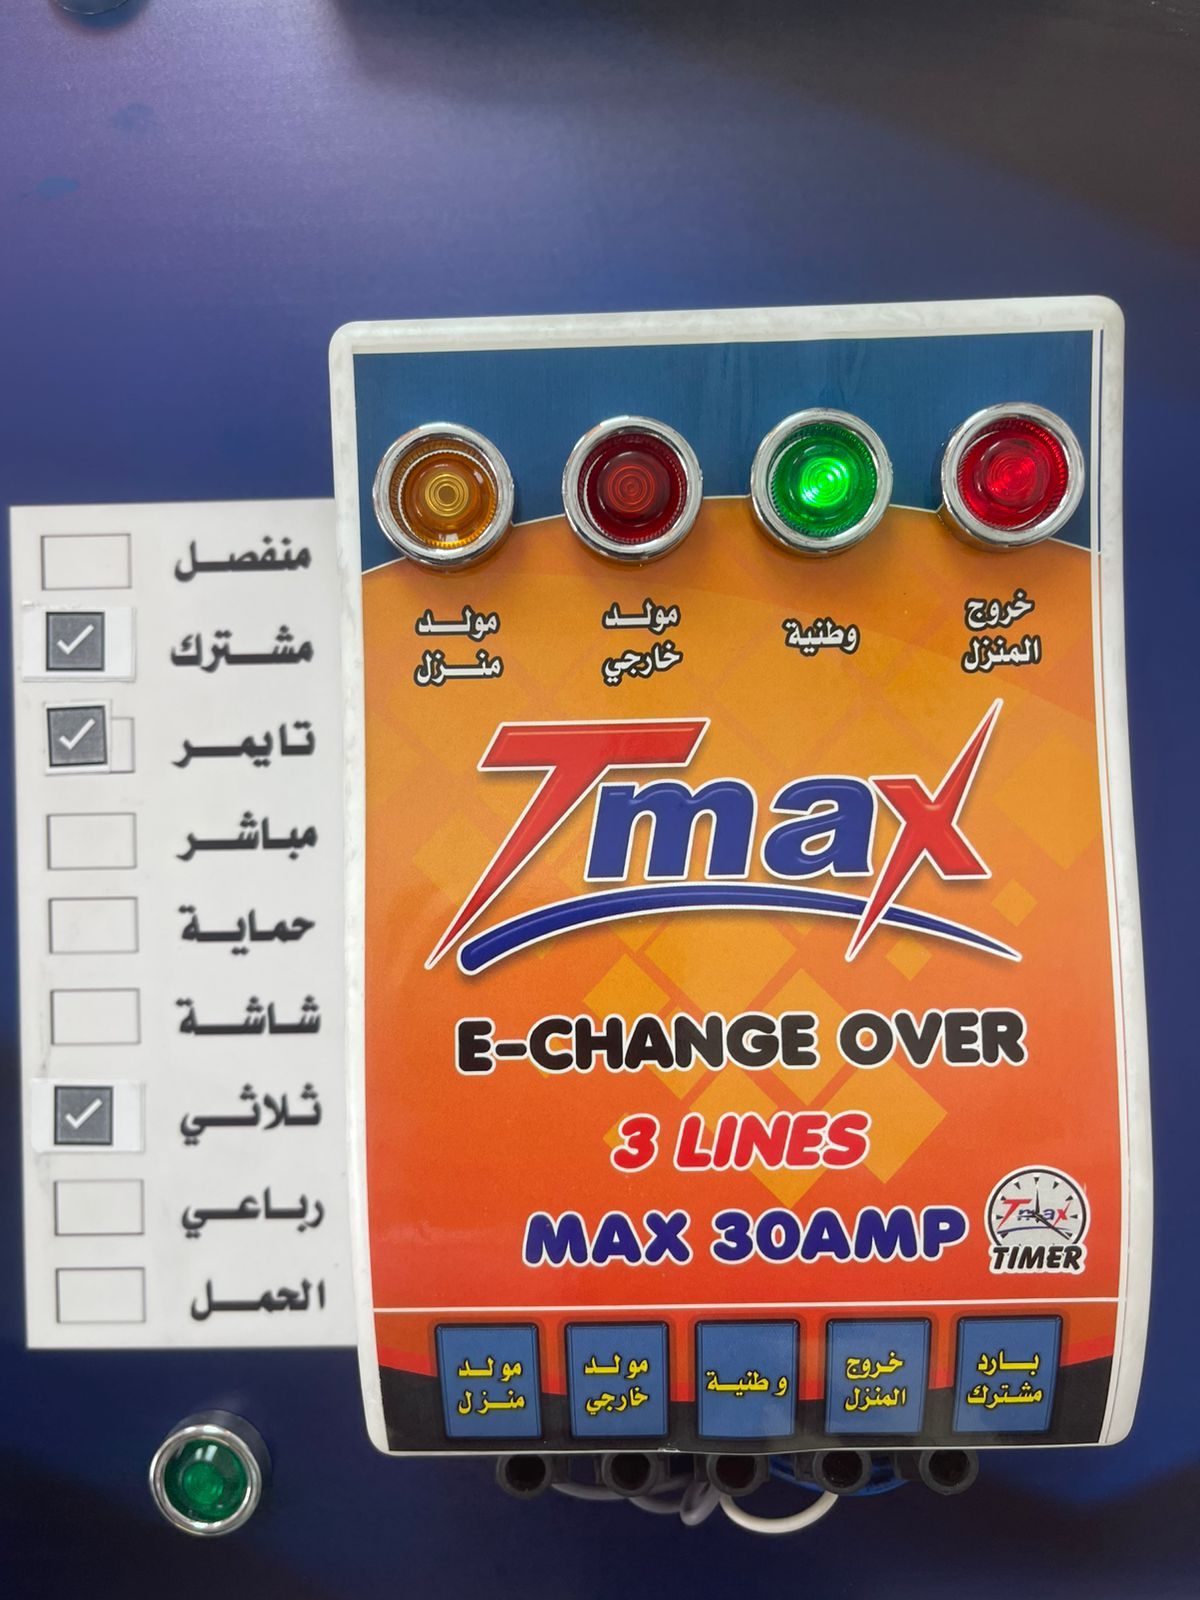 منفصل
مشترك
تايمر
مباشر
حماية
شاشة
ثلاثي
رباعي
الحمل
خروج
المنزل
وطنية
مولد
خارجي
مولد
منزل
Tmax
E-CHANGE OVER
3 LINES
MAX 30AMP
Tmax
TIMER
بارد
مشترك
خروج
المنزل
وطنية
مولد
خارجي
مولد
منزل